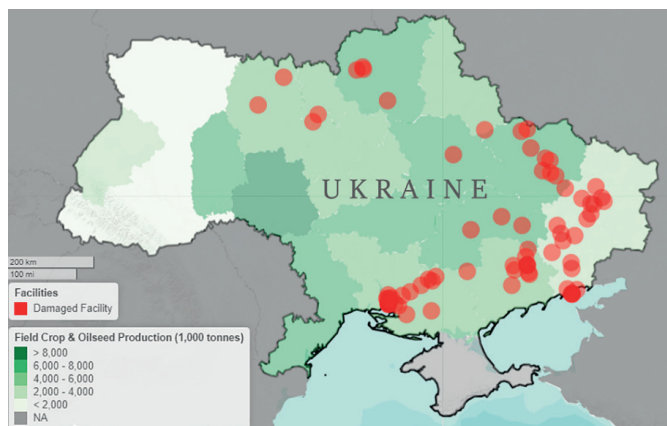 UKRAINE
200 km
100 mi
Facilities
Damaged Facility
Field Crop & Oilseed Production (1,000 tonnes)
> 8,000
6,000 - 8,000
4,000 - 6,000
2,000 - 4,000
< 2,000
NA